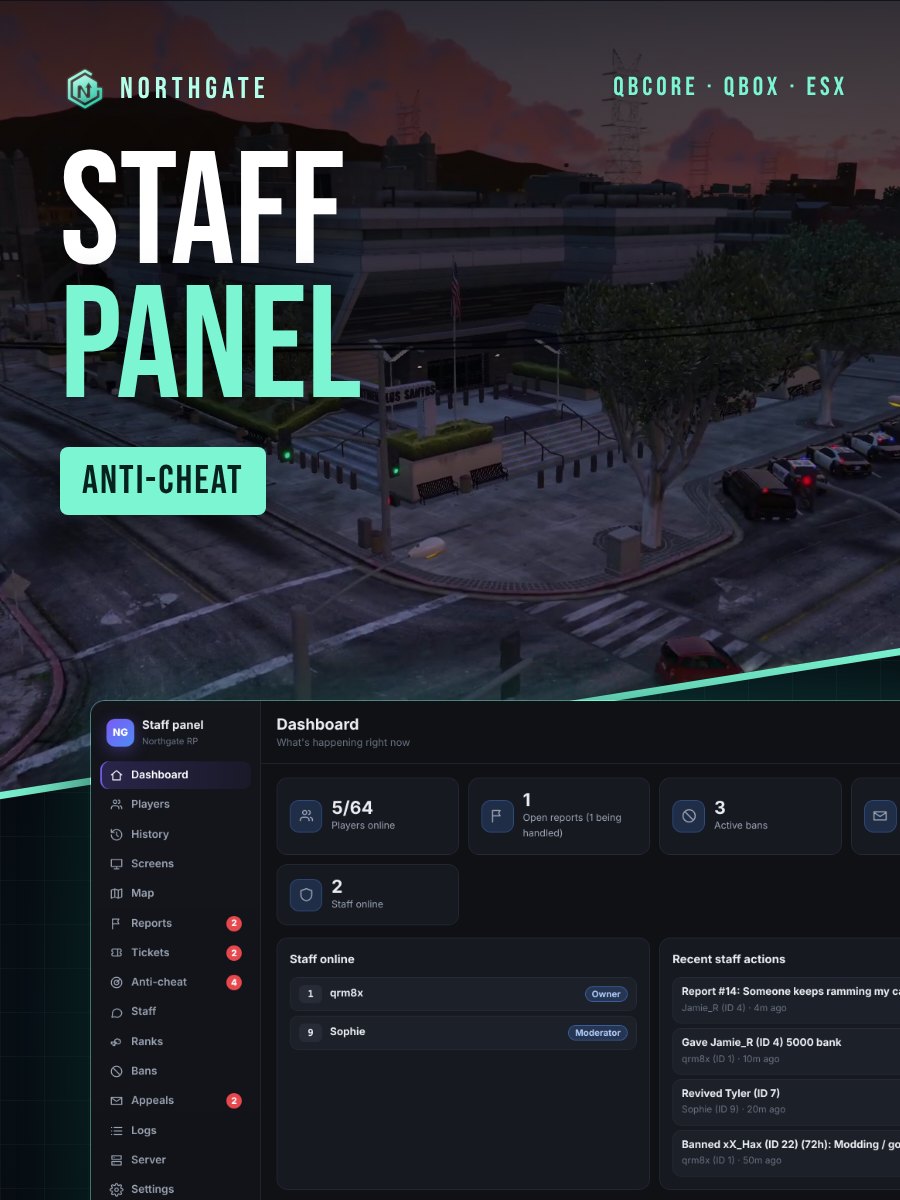 NORTHGATE
QBCORE · QBOX · ESX
STAFF
PANEL
ANTI-CHEAT
NG
Staff panel
Northgate RP
Dashboard
Players
History
Screens
Map
Reports 2
Tickets 2
Anti-cheat 4
Staff
Ranks
Bans
Appeals 2
Logs
Server
Settings
Dashboard
What's happening right now
5/64
Players online
1
Open reports (1 being
handled)
3
Active bans
2
Staff online
Staff online
1 qrm8x Owner
9 Sophie Moderator
Recent staff actions
Report #14: Someone keeps ramming my
Jamie_R (ID 4) · 4m ago
Gave Jamie_R (ID 4) 5000 bank
qrm8x (ID 1) · 10m ago
Revived Tyler (ID 7)
Sophie (ID 9) · 20m ago
Banned xX_Hax (ID 22) (72h): Modding /
qrm8x (ID 1) · 50m ago